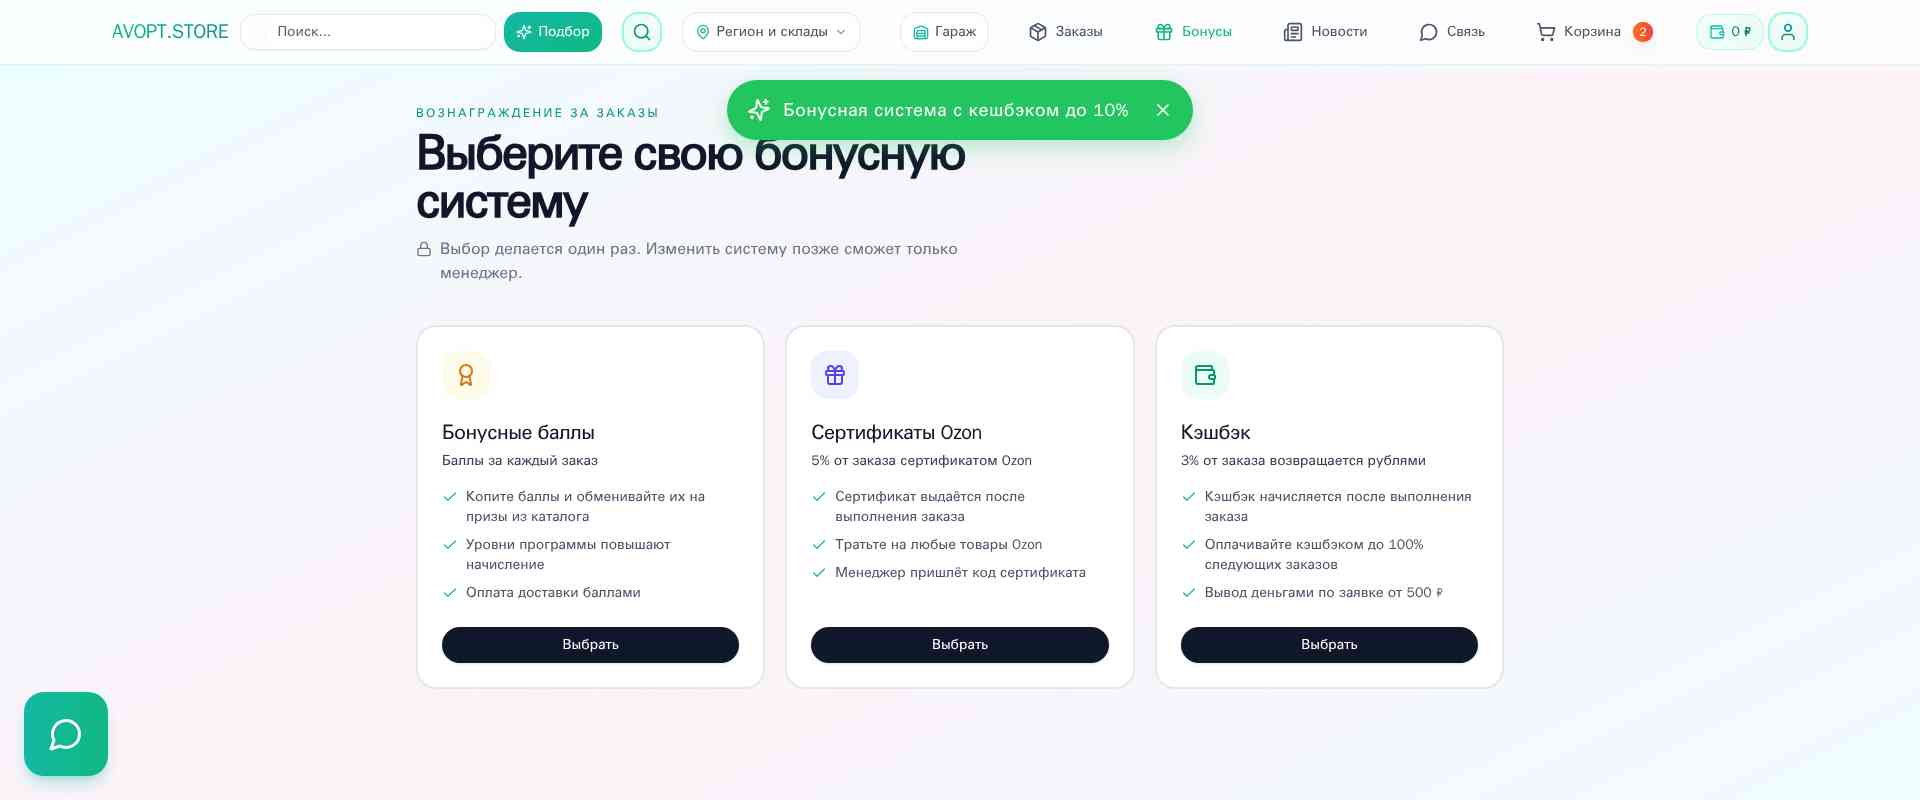 AVOPT.STORE
Поиск...
Подбор
Регион и склады
Гараж
Заказы
Бонусы
Новости
Связь
Корзина 2
0 ₽
ВОЗНАГРАЖДЕНИЕ ЗА ЗАКАЗЫ
Бонусная система с кешбэком до 10%
Выберите свою бонусную
систему
Выбор делается один раз. Изменить систему позже сможет только
менеджер.
Бонусные баллы
Баллы за каждый заказ
Копите баллы и обменивайте их на
призы из каталога
Уровни программы повышают
начисление
Оплата доставки баллами
Выбрать
Сертификаты Ozon
5% от заказа сертификатом Ozon
Сертификат выдаётся после
выполнения заказа
Тратьте на любые товары Ozon
Менеджер пришлёт код сертификата
Выбрать
Кэшбэк
3% от заказа возвращается рублями
Кэшбэк начисляется после выполнения
заказа
Оплачивайте кэшбэком до 100%
следующих заказов
Вывод деньгами по заявке от 500 ₽
Выбрать